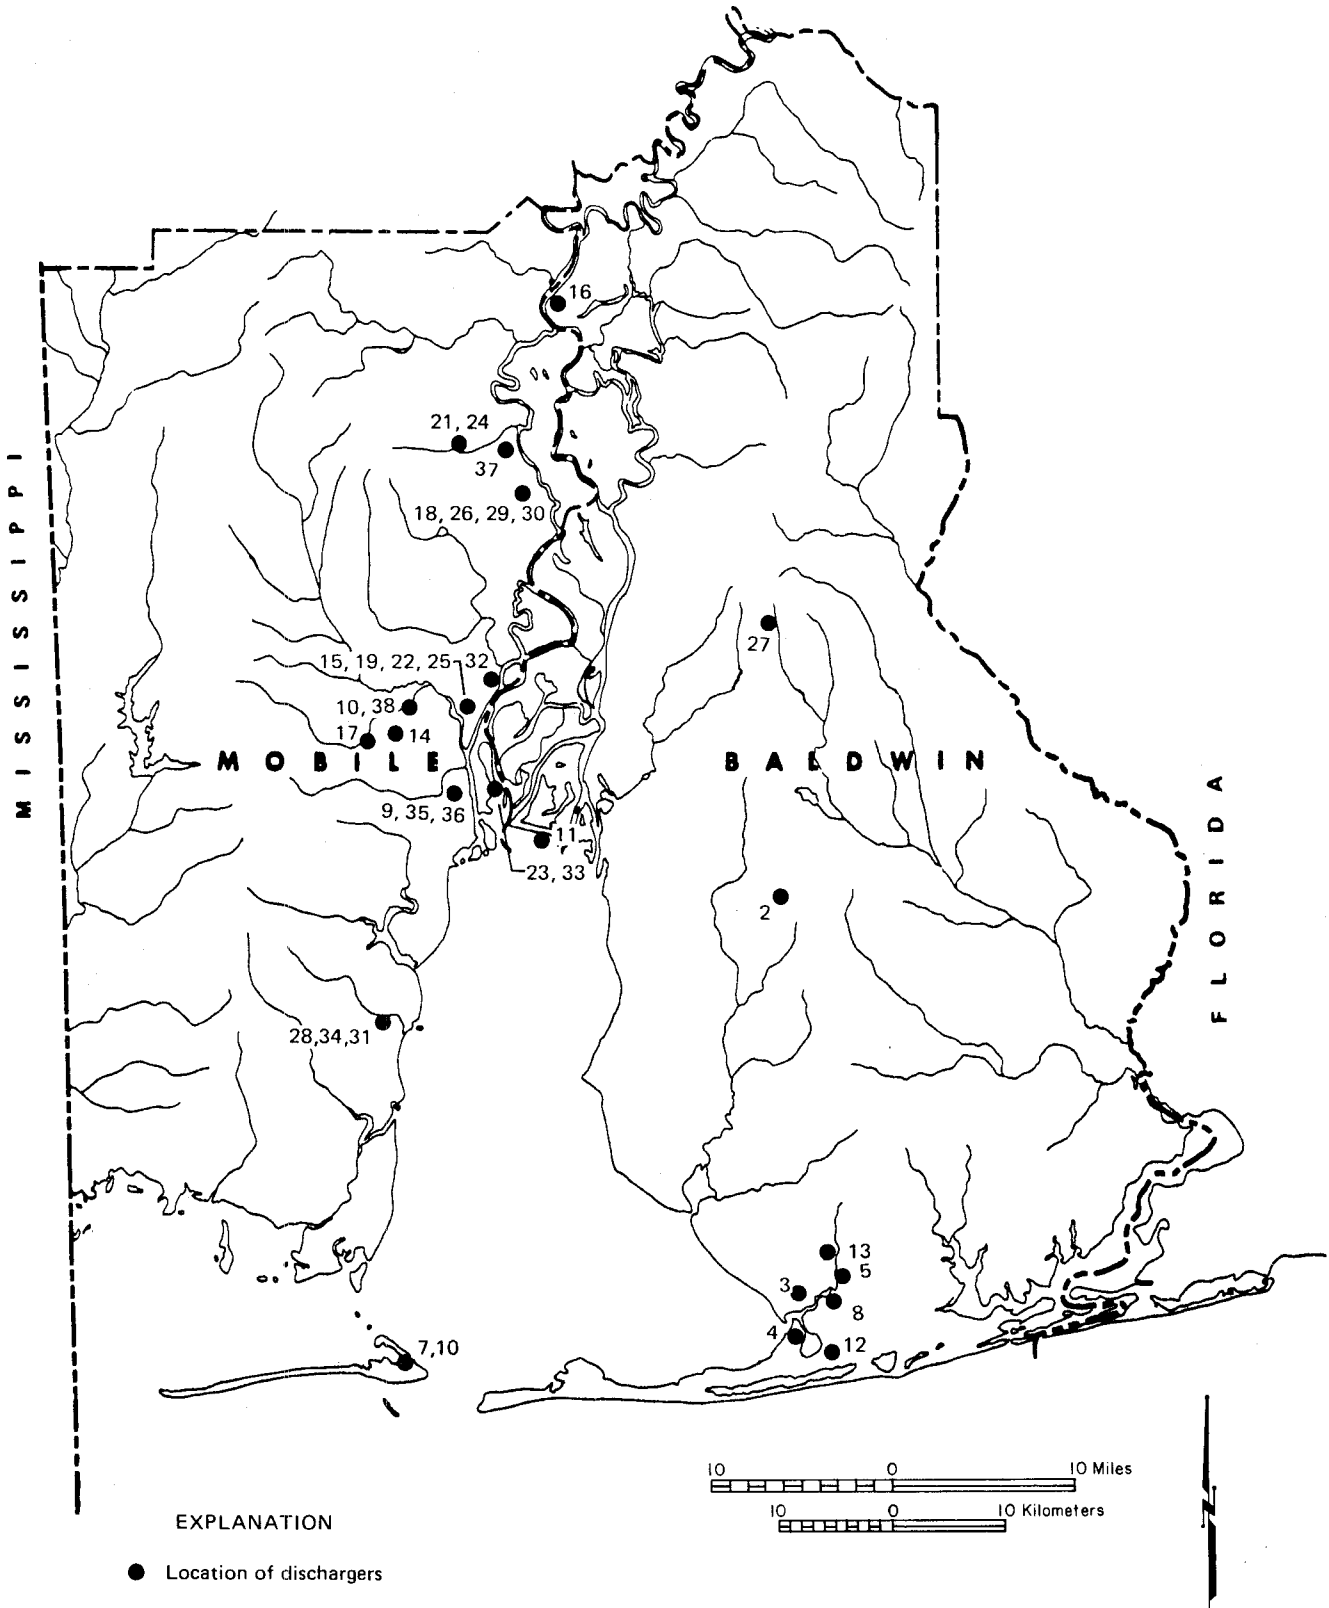 16
21, 24
37
18, 26, 29, 30
27
15, 19, 22, 25 32
10, 38
17 14
MISSISSIPPI
MOBILE
BALDWIN
9, 35, 36
11
23, 33
FLORIDA
2
28,34,31
13
5
3
8
4
12
7,10
10 0 10 Miles
10 0 10 Kilometers
N
EXPLANATION
Location of dischargers